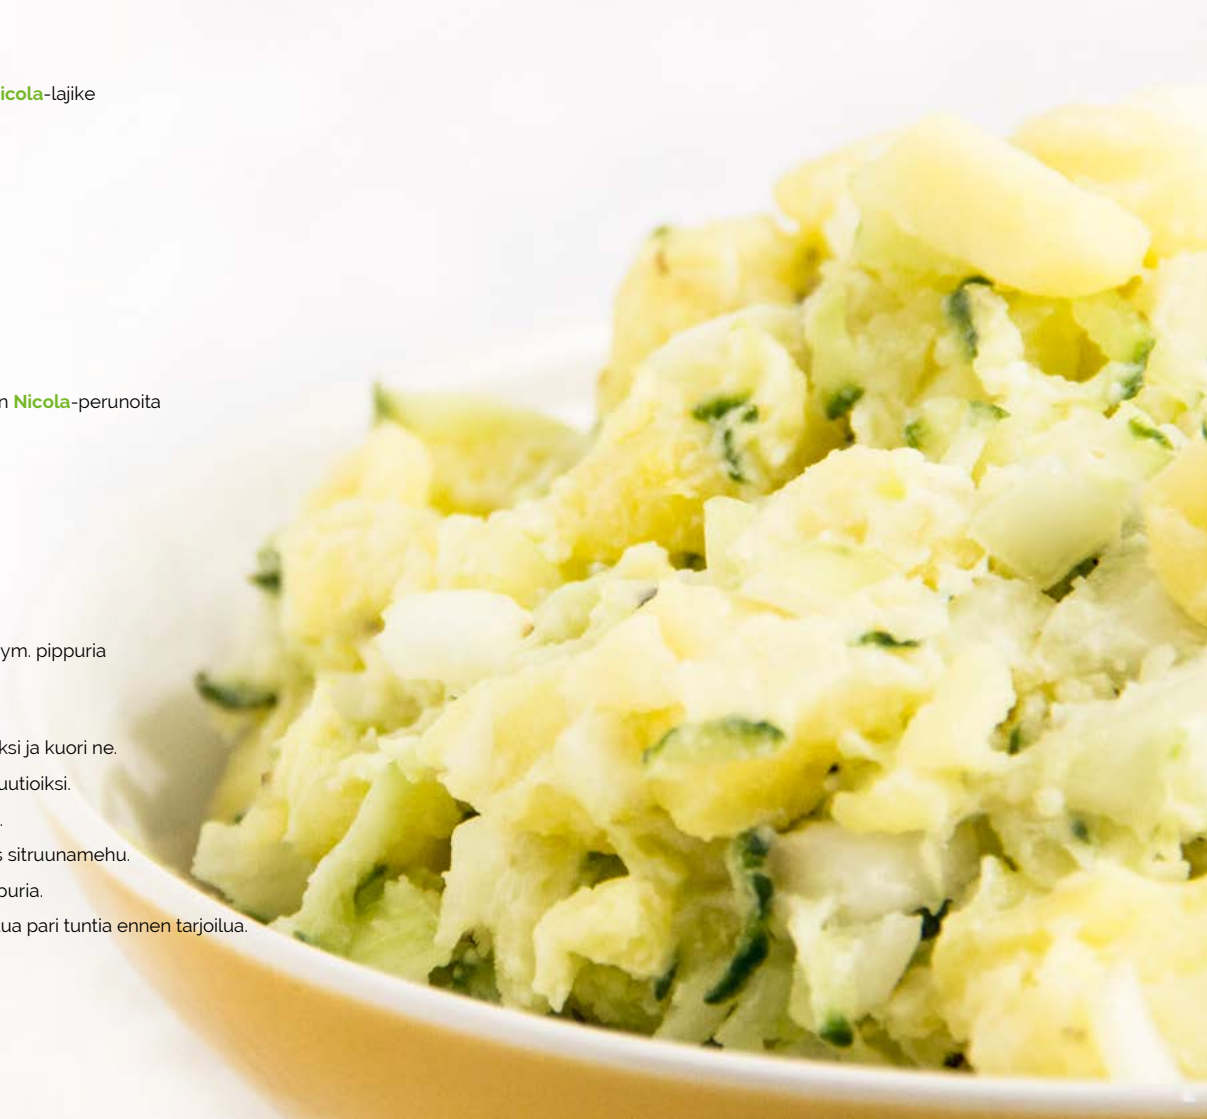 icola-lajike
n Nicola-perunoita
ym. pippuria
ksi ja kuori ne.
uutioiksi.
.
s sitruunamehu.
puria.
ua pari tuntia ennen tarjoilua.